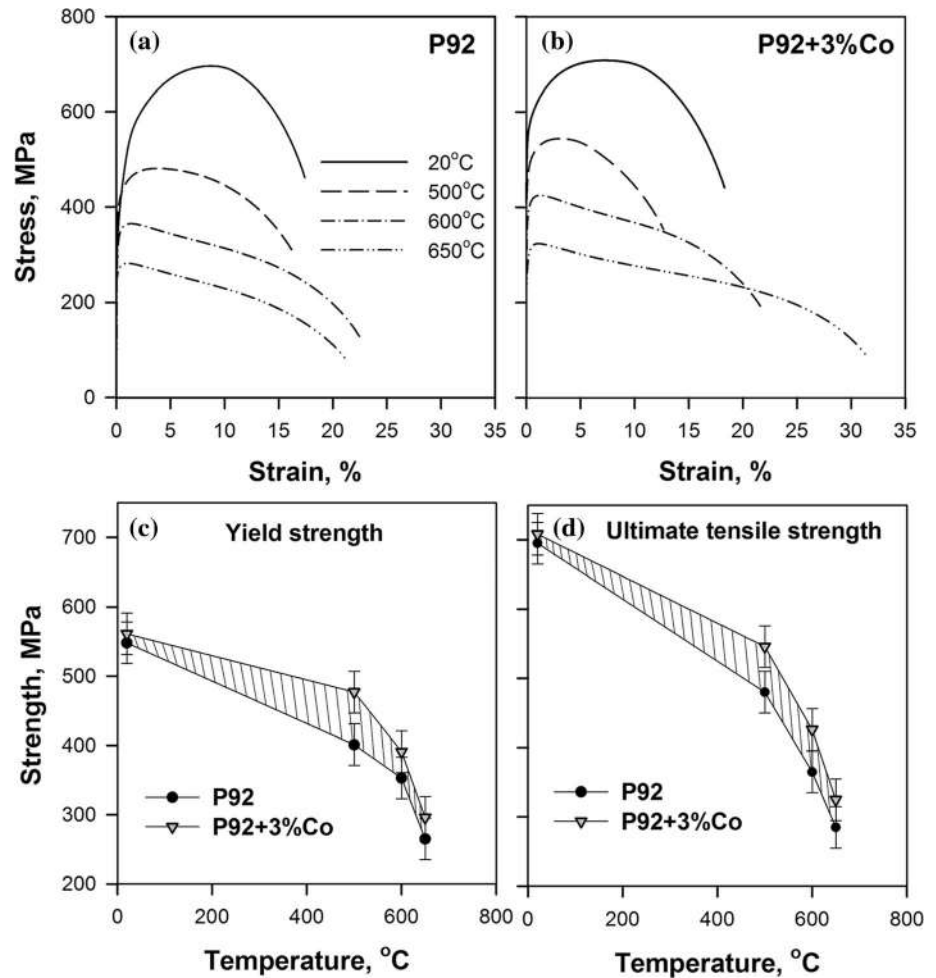 800
(a)
P92
(b)
P92+3%Co
600
20°C
500°C
400
600°C
650°C
200
0
Stress, MPa
0 5 10 15 20 25 30 35
0 5 10 15 20 25 30 35
Strain, %
Strain, %
(c)
Yield strength
(d)
Ultimate tensile strength
700
600
500
400
300
200
Strength, MPa
P92
P92+3%Co
P92
P92+3%Co
0 200 400 600 800
0 200 400 600 800
Temperature, °C
Temperature, °C